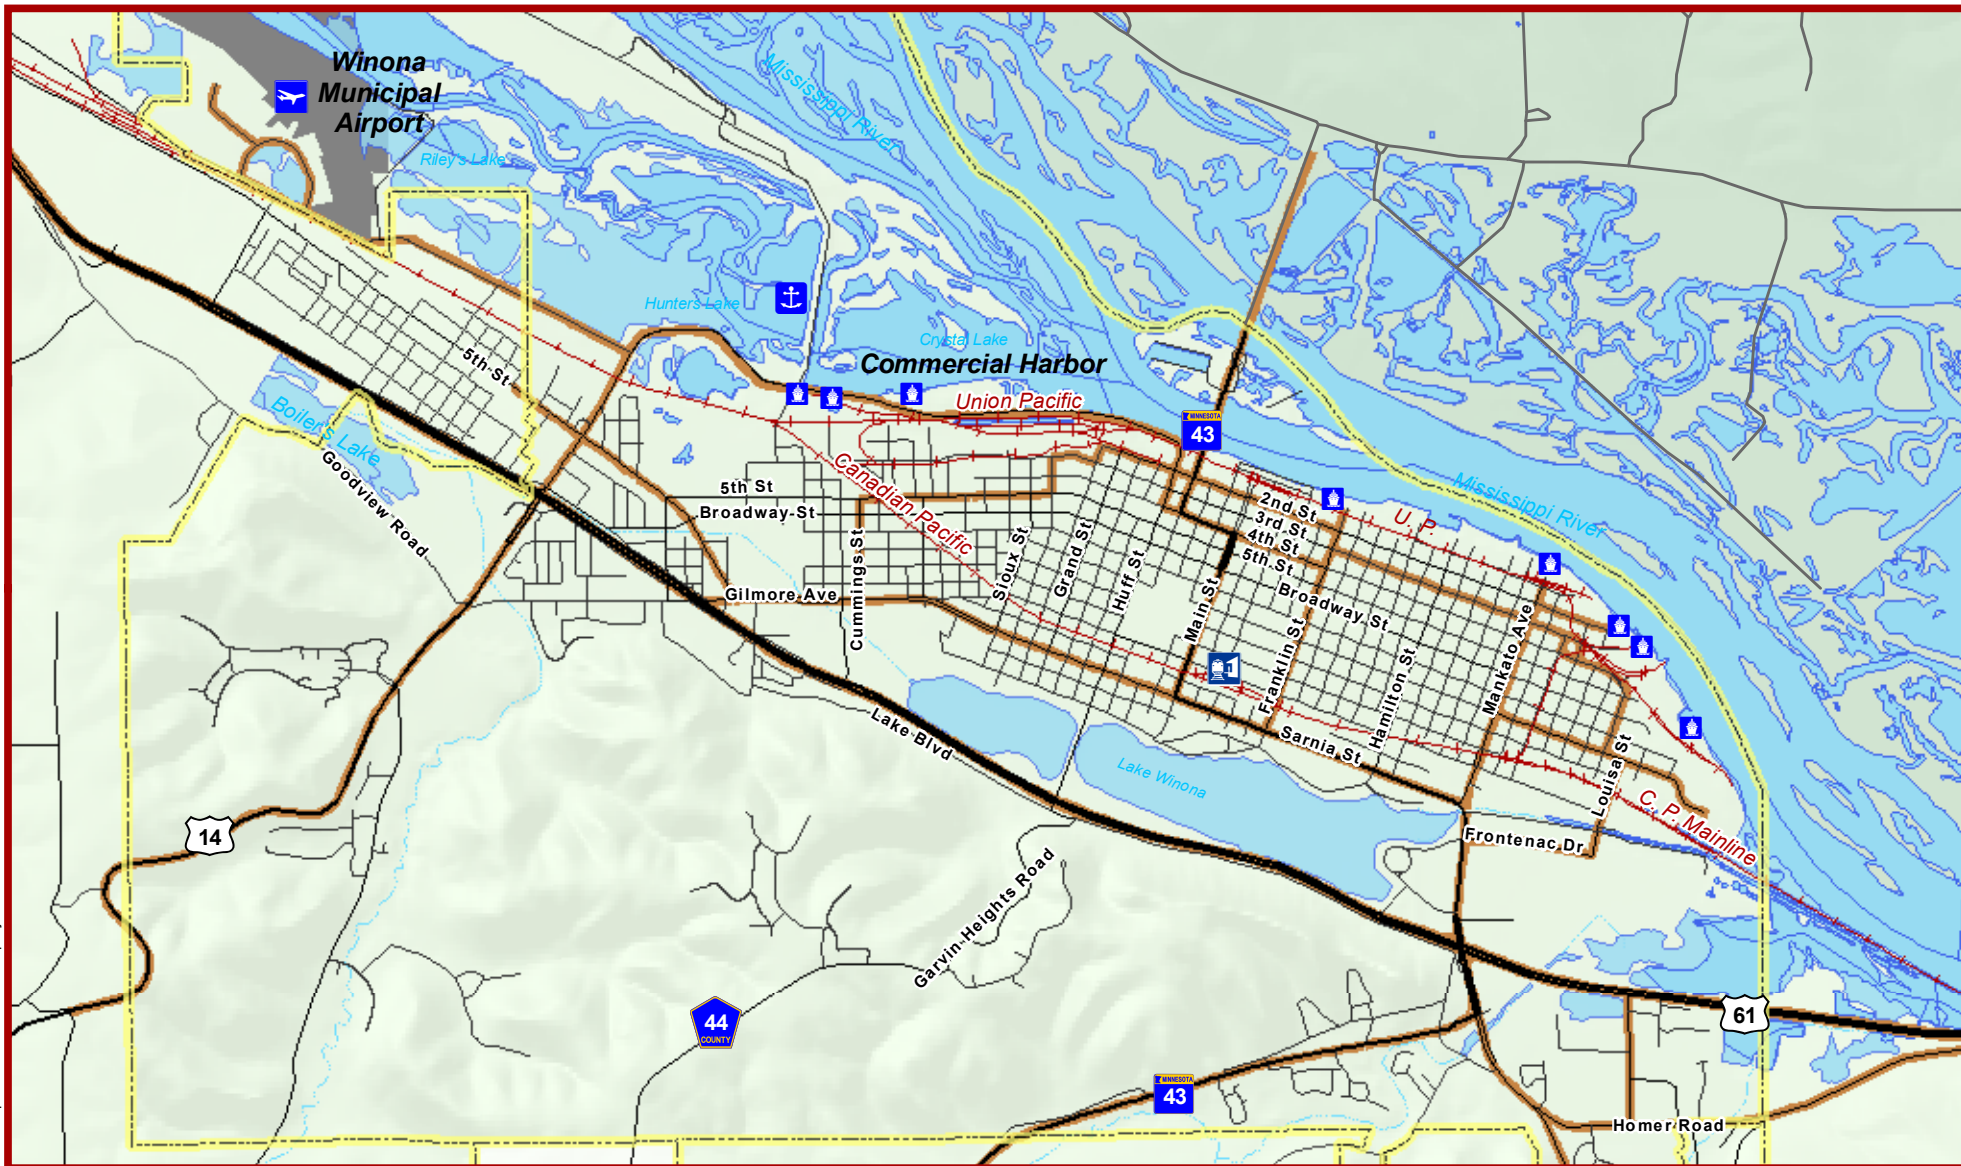 Winona
Municipal
Airport
Riley's Lake
Mississippi River
Hunters Lake
Crystal Lake
Commercial Harbor
Union Pacific
5th St
Boiler's Lake
Goodview Road
MINNESOTA
43
Canadian Pacific
5th St
Broadway St
Mississippi River
2nd St
3rd St
4th St
5th St
U. P.
Cummings St
Sioux St
Grand St
Huff St
Main St
Broadway St
Gilmore Ave
Franklin St
Hamilton St
Mankato Ave
Louisa St
Lake Blvd
Sarnia St
Lake Winona
C. P. Mainline
Frontenac Dr
14
Garvin Heights Road
44
COUNTY
61
MINNESOTA
43
Homer Road